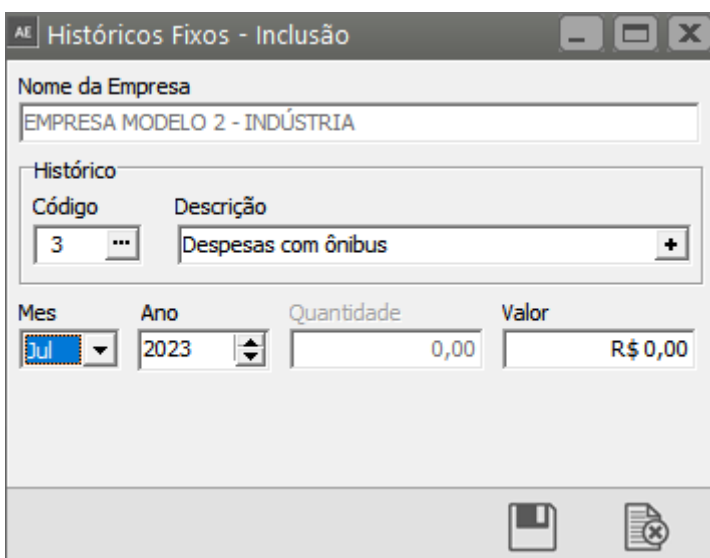 AE Históricos Fixos - Inclusão
Nome da Empresa
EMPRESA MODELO 2 - INDÚSTRIA
Histórico
Código Descrição
3 ... Despesas com ônibus +
Mes Ano Quantidade Valor
Jul 2023 0,00 R$ 0,00